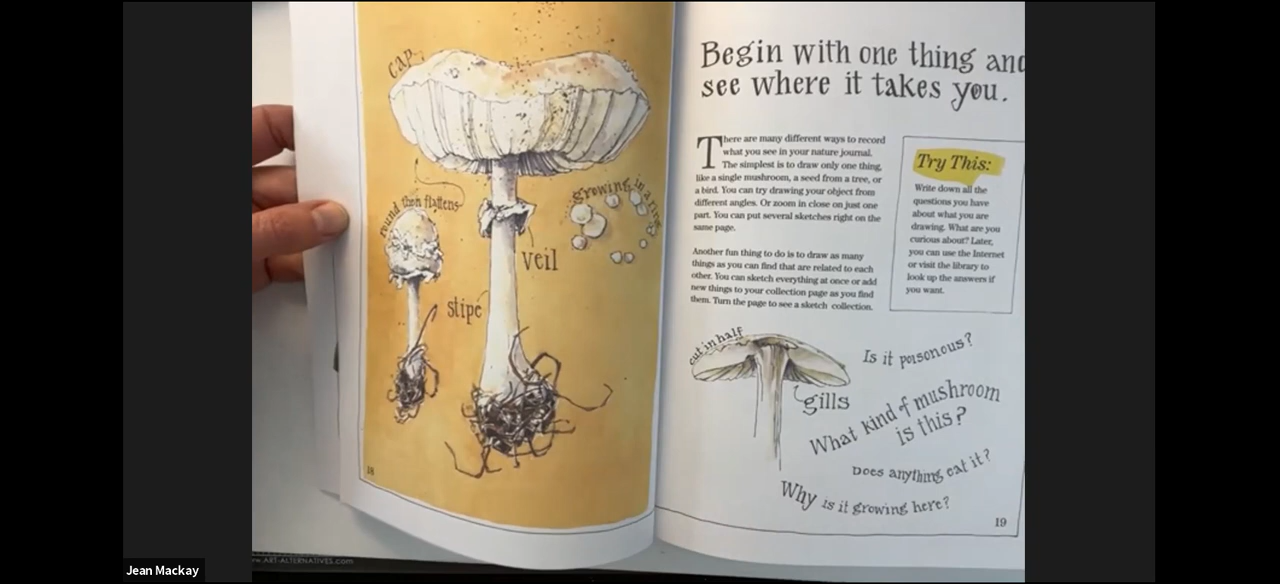 cap
round then flattens
growing in a ring
veil
stipe
18
Begin with one thing and
see where it takes you.
There are many different ways to record
what you see in your nature journal.
The simplest is to draw only one thing,
like a single mushroom, a seed from a tree, or
a bird. You can try drawing your object from
different angles. Or zoom in close on just one
part. You can put several sketches right on the
same page.
Another fun thing to do is to draw as many
things as you can find that are related to each
other. You can sketch everything at once or add
new things to your collection page as you find
them. Turn the page to see a sketch collection.
Try This:
Write down all the
questions you have
about what you are
drawing. What are you
curious about? Later,
you can use the Internet
or visit the library to
look up the answers if
you want.
cut in half
gills
Is it poisonous?
What kind of mushroom
is this?
Does anything eat it?
Why is it growing here?
19
ART-ALTERNATIVES.com
Jean Mackay